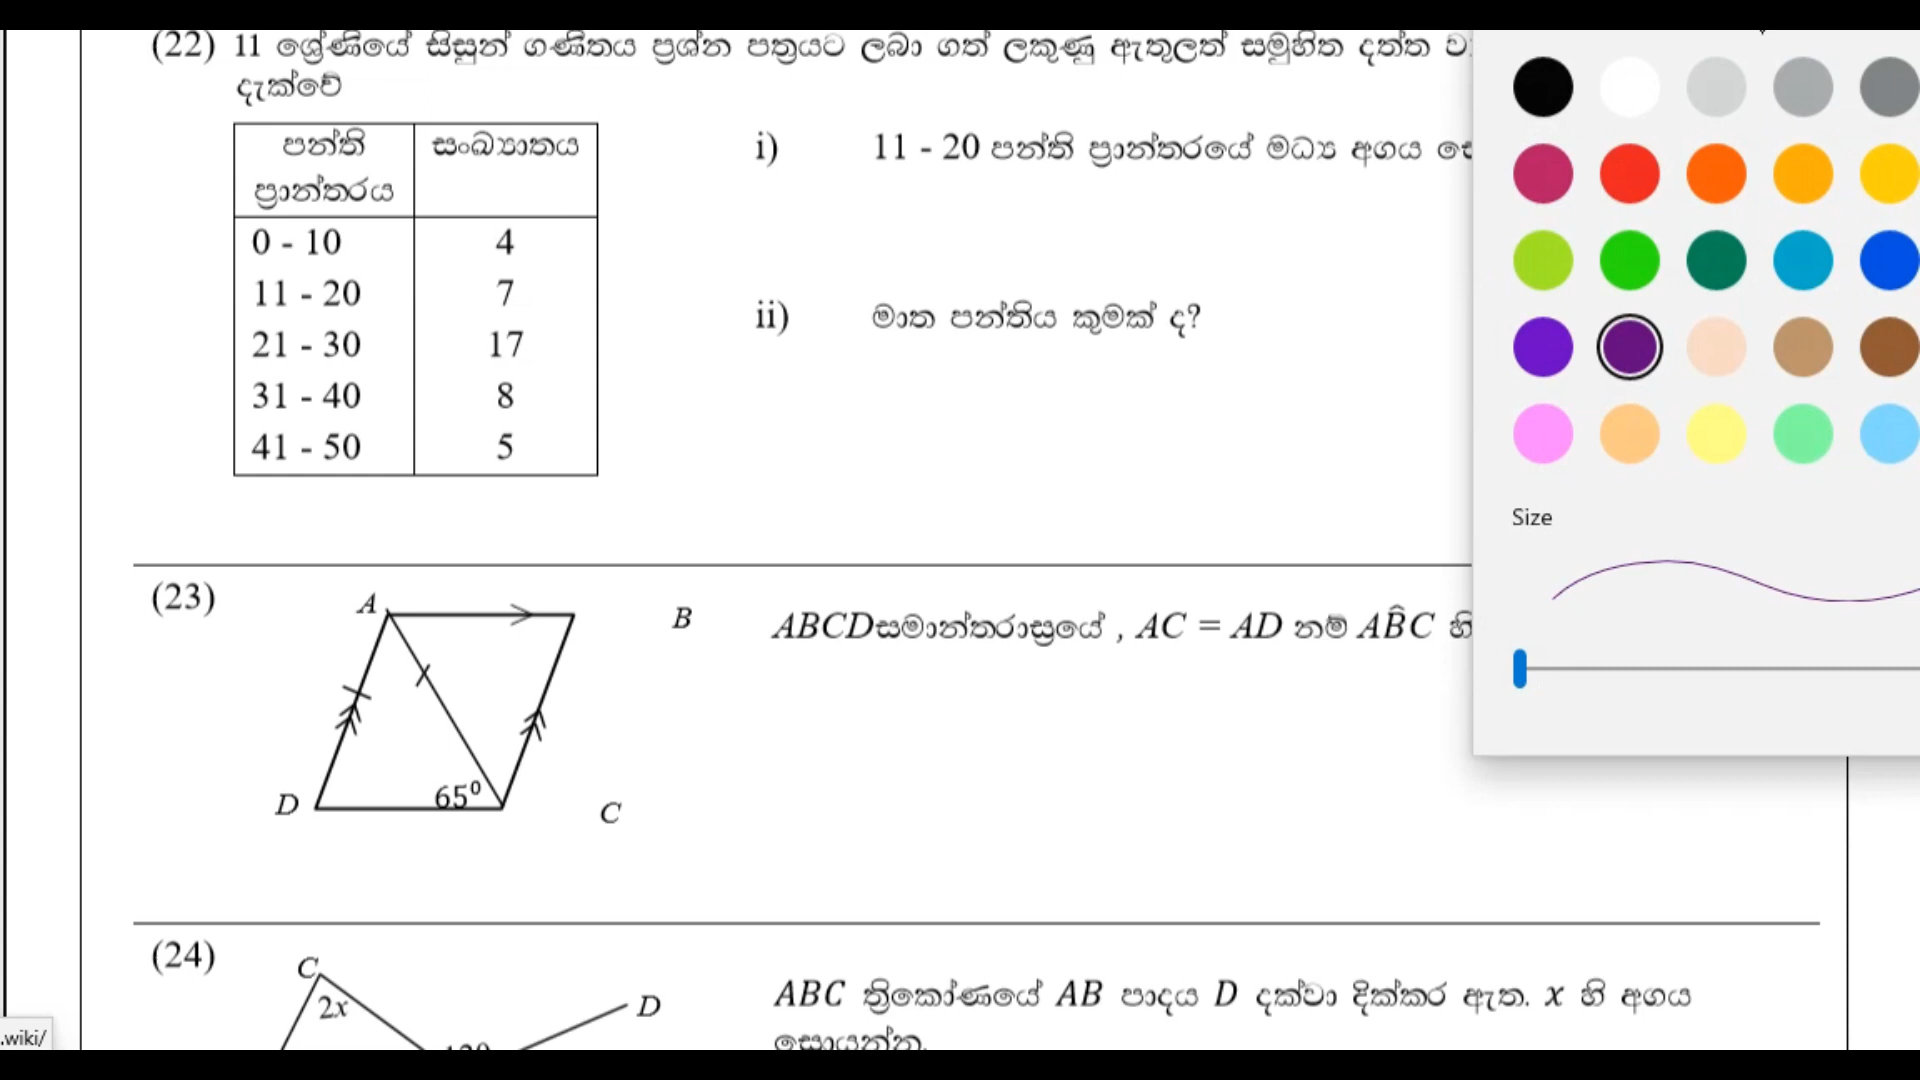 (22) 11 ශ්‍රේණියේ සිසුන් ගණිතය ප්‍රශ්න පත්‍රයට ලබා ගත් ලකුණු ඇතුලත් සමුහිත දත්ත
දැක්වේ
පන්ති ප්‍රාන්තරය සංඛ්‍යාතය
0 - 10 4
11 - 20 7
21 - 30 17
31 - 40 8
41 - 50 5
i) 11 - 20 පන්ති ප්‍රාන්තරයේ මධ්‍ය අගය
ii) මාත පන්තිය කුමක් ද?
Size
(23) A B
D 65⁰ C
ABCDසමාන්තරාස්‍රයේ , AC = AD නම් AB̂C හි
(24) C
2x D
ABC ත්‍රිකෝණයේ AB පාදය D දක්වා දික්කර ඇත. x හි අගය
සොයන්න.
.wiki/